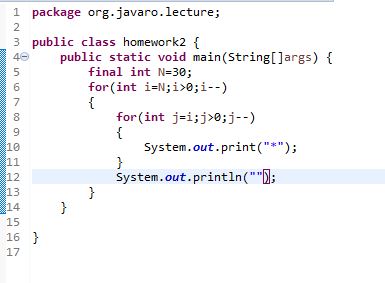 1 package org.javaro.lecture;
2
3 public class homework2 {
4 public static void main(String[]args) {
5 final int N=30;
6 for(int i=N;i>0;i--)
7 {
8 for(int j=i;j>0;j--)
9 {
10 System.out.print("*");
11 }
12 System.out.println("");
13 }
14 }
15
16 }
17